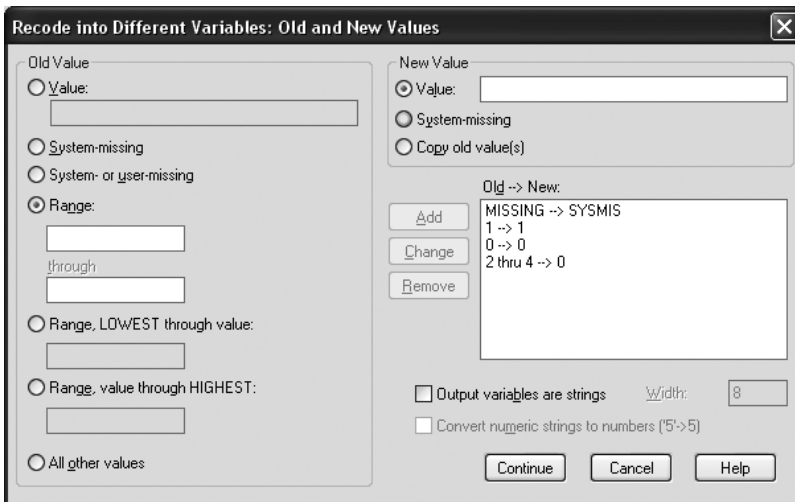 Recode into Different Variables: Old and New Values
Old Value
Value:
System-missing
System- or user-missing
Range:
through
Range, LOWEST through value:
Range, value through HIGHEST:
All other values
New Value
Value:
System-missing
Copy old value(s)
Old --> New:
Add
Change
Remove
MISSING --> SYSMIS
1 --> 1
0 --> 0
2 thru 4 --> 0
Output variables are strings
Width:
8
Convert numeric strings to numbers ('5'->5)
Continue
Cancel
Help